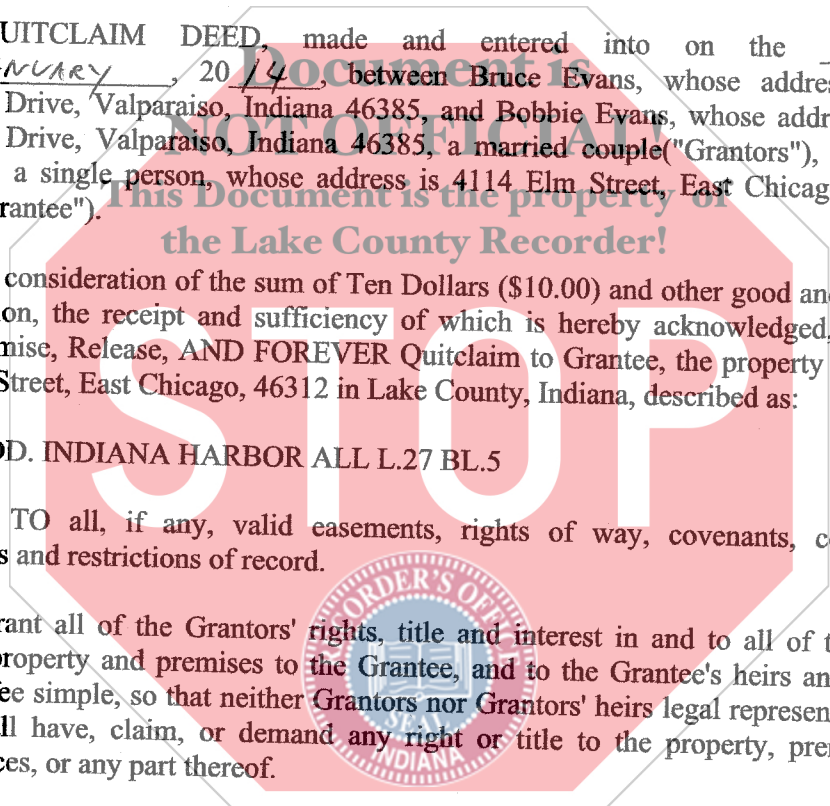 UITCLAIM DEED, made and entered into on the
NUARY, 2014, between Bruce Evans, whose addre
Drive, Valparaiso, Indiana 46385, and Bobbie Evans, whose addr
Drive, Valparaiso, Indiana 46385, a married couple("Grantors"),
a single person, whose address is 4114 Elm Street, East Chicag
rantee").
Document is
NOT OFFICIAL!
This Document is the property of
the Lake County Recorder!
consideration of the sum of Ten Dollars ($10.00) and other good an
on, the receipt and sufficiency of which is hereby acknowledged,
mise, Release, AND FOREVER Quitclaim to Grantee, the property
Street, East Chicago, 46312 in Lake County, Indiana, described as:
STOP
D. INDIANA HARBOR ALL L.27 BL.5
TO all, if any, valid easements, rights of way, covenants, c
s and restrictions of record.
rant all of the Grantors' rights, title and interest in and to all of t
roperty and premises to the Grantee, and to the Grantee's heirs an
ee simple, so that neither Grantors nor Grantors' heirs legal represen
ll have, claim, or demand any right or title to the property, pre
ces, or any part thereof.
CORDER'S OFFIC
SEAL
INDIANA